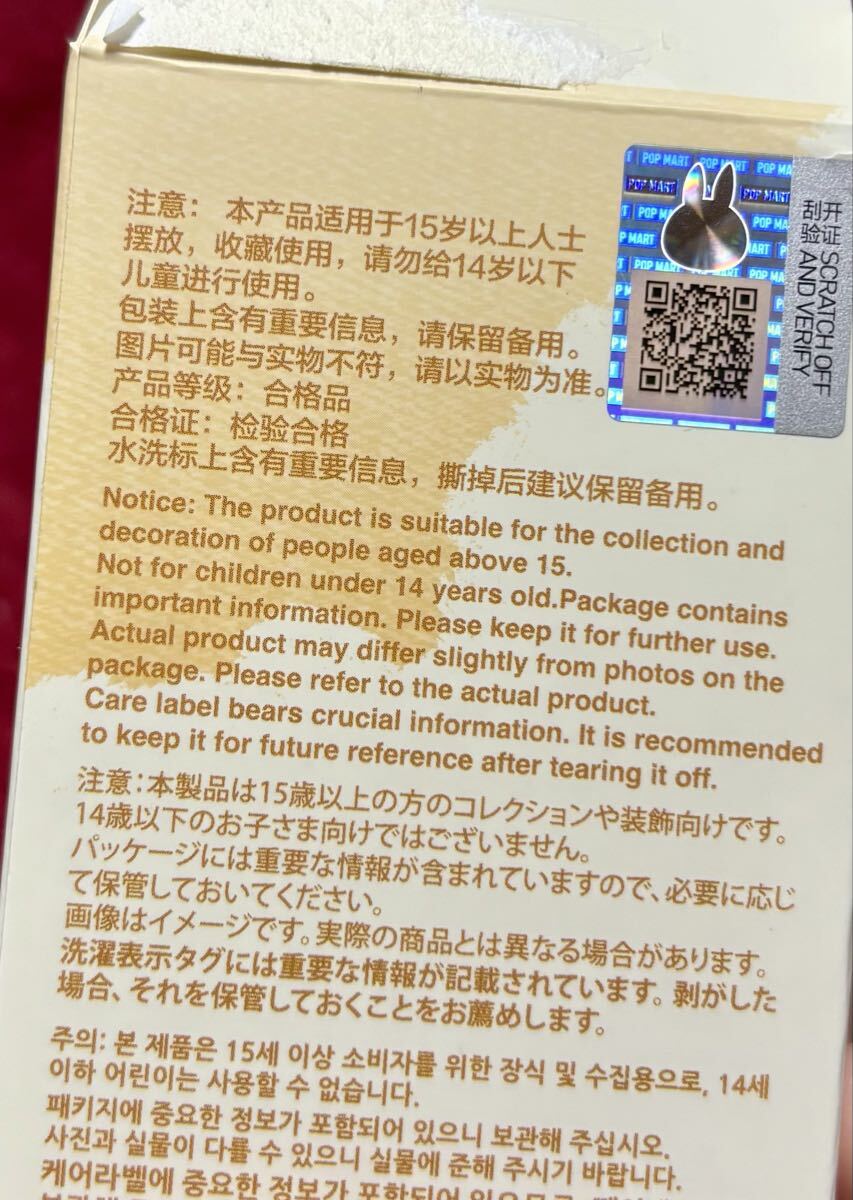 POP MART POP MART POP MA
POP MART POP MART
刮开
验证 SCRATCH OFF
AND VERIFY
注意： 本产品适用于15岁以上人士
摆放，收藏使用，请勿给14岁以下
儿童进行使用。
包装上含有重要信息，请保留备用。
图片可能与实物不符，请以实物为准。
产品等级：合格品
合格证：检验合格
水洗标上含有重要信息，撕掉后建议保留备用。
Notice: The product is suitable for the collection and
decoration of people aged above 15.
Not for children under 14 years old.Package contains
important information. Please keep it for further use.
Actual product may differ slightly from photos on the
package. Please refer to the actual product.
Care label bears crucial information. It is recommended
to keep it for future reference after tearing it off.
注意：本製品は15歳以上の方のコレクションや装飾向けです。
14歳以下のお子さま向けではございません。
パッケージには重要な情報が含まれていますので、必要に応じ
て保管しておいてください。
画像はイメージです。実際の商品とは異なる場合があります。
洗濯表示タグには重要な情報が記載されています。剥がした
場合、それを保管しておくことをお薦めします。
주의: 본 제품은 15세 이상 소비자를 위한 장식 및 수집용으로, 14세
이하 어린이는 사용할 수 없습니다.
패키지에 중요한 정보가 포함되어 있으니 보관해 주십시오.
사진과 실물이 다를 수 있으니 실물에 준해 주시기 바랍니다.
케어라벨에 중요한 정보가 포함되어 있으므로